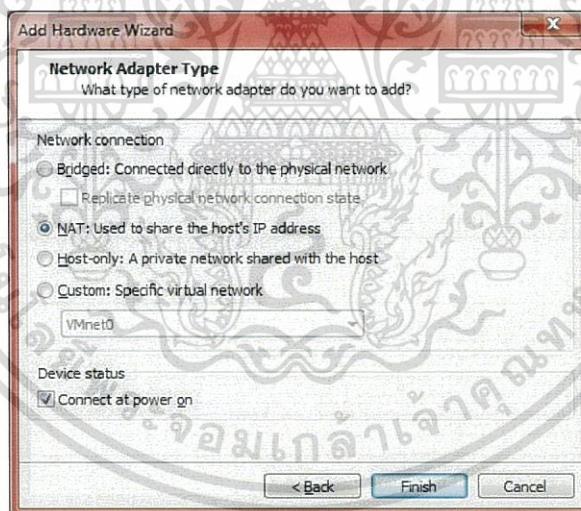 Add Hardware Wizard
Network Adapter Type
What type of network adapter do you want to add?
Network connection
Bridged: Connected directly to the physical network
Replicate physical network connection state
NAT: Used to share the host's IP address
Host-only: A private network shared with the host
Custom: Specific virtual network
VMnet0
Device status
Connect at power on
< Back
Finish
Cancel